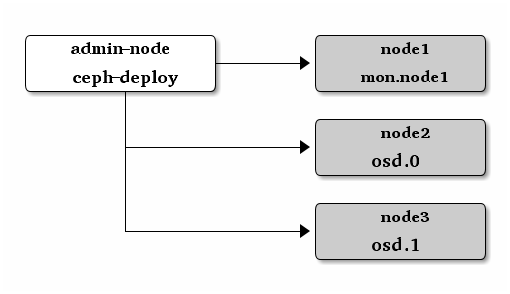 admin-node
ceph-deploy
node1
mon.node1
node2
osd.0
node3
osd.1